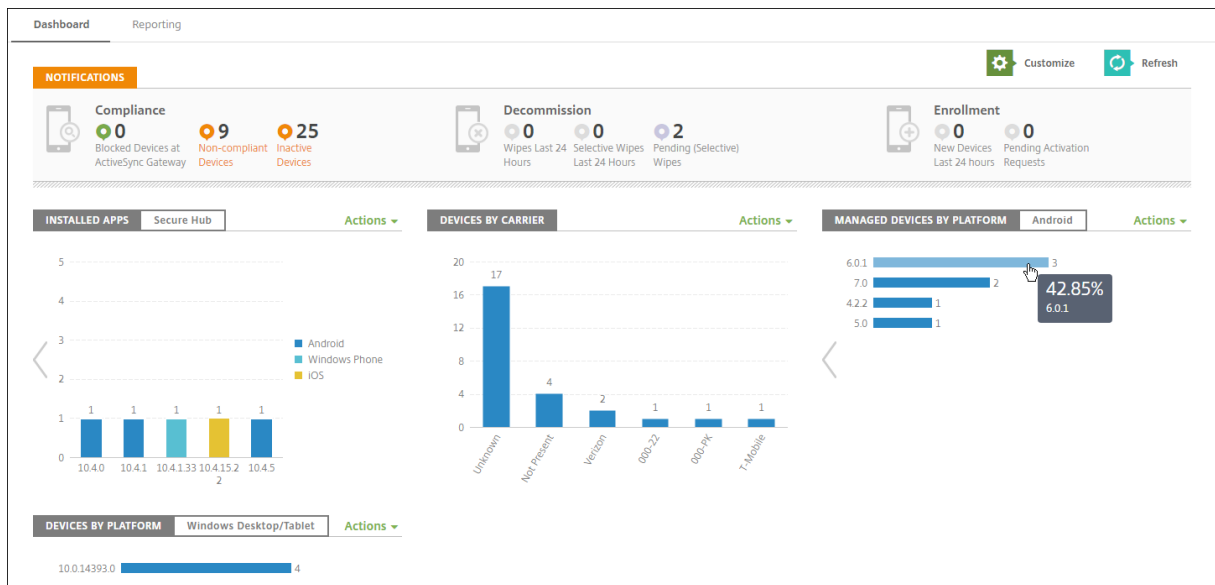 Dashboard Reporting
Customize Refresh
NOTIFICATIONS
Compliance
0 9 25
Blocked Devices at Non-compliant Inactive
ActiveSync Gateway Devices Devices
Decommission
0 0 2
Wipes Last 24 Selective Wipes Pending (Selective)
Hours Last 24 Hours Wipes
Enrollment
0 0
New Devices Pending Activation
Last 24 hours Requests
INSTALLED APPS Secure Hub Actions
5
4
3
2
1
0
1 1 1 1 1
10.4.0 10.4.1 10.4.1.33 10.4.15.2 10.4.5
2
Android
Windows Phone
iOS
DEVICES BY CARRIER Actions
20
16
12
8
4
0
17
4
2
1
1
1
Unknown
Not Present
Verizon
000-22
000-PK
T-Mobile
MANAGED DEVICES BY PLATFORM Android Actions
6.0.1 3
7.0 2
4.2.2 1
5.0 1
42.85%
6.0.1
DEVICES BY PLATFORM Windows Desktop/Tablet Actions
10.0.14393.0 4